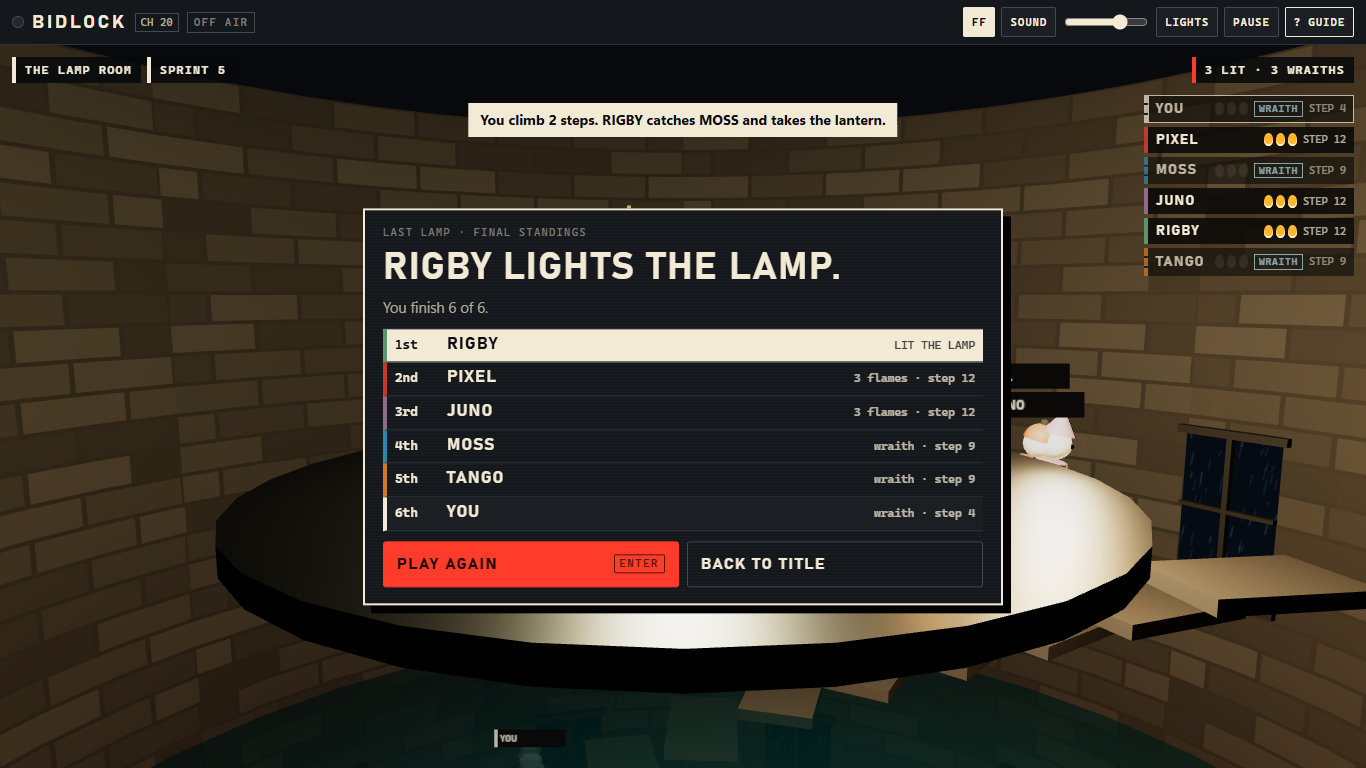 BIDLOCK CH 20 OFF AIR FF SOUND LIGHTS PAUSE ? GUIDE
THE LAMP ROOM SPRINT 5
3 LIT · 3 WRAITHS
YOU WRAITH STEP 4
PIXEL STEP 12
MOSS WRAITH STEP 9
JUNO STEP 12
RIGBY STEP 12
TANGO WRAITH STEP 9
You climb 2 steps. RIGBY catches MOSS and takes the lantern.
LAST LAMP · FINAL STANDINGS
RIGBY LIGHTS THE LAMP.
You finish 6 of 6.
1st RIGBY LIT THE LAMP
2nd PIXEL 3 flames · step 12
3rd JUNO 3 flames · step 12
4th MOSS wraith · step 9
5th TANGO wraith · step 9
6th YOU wraith · step 4
PLAY AGAIN ENTER BACK TO TITLE
YOU